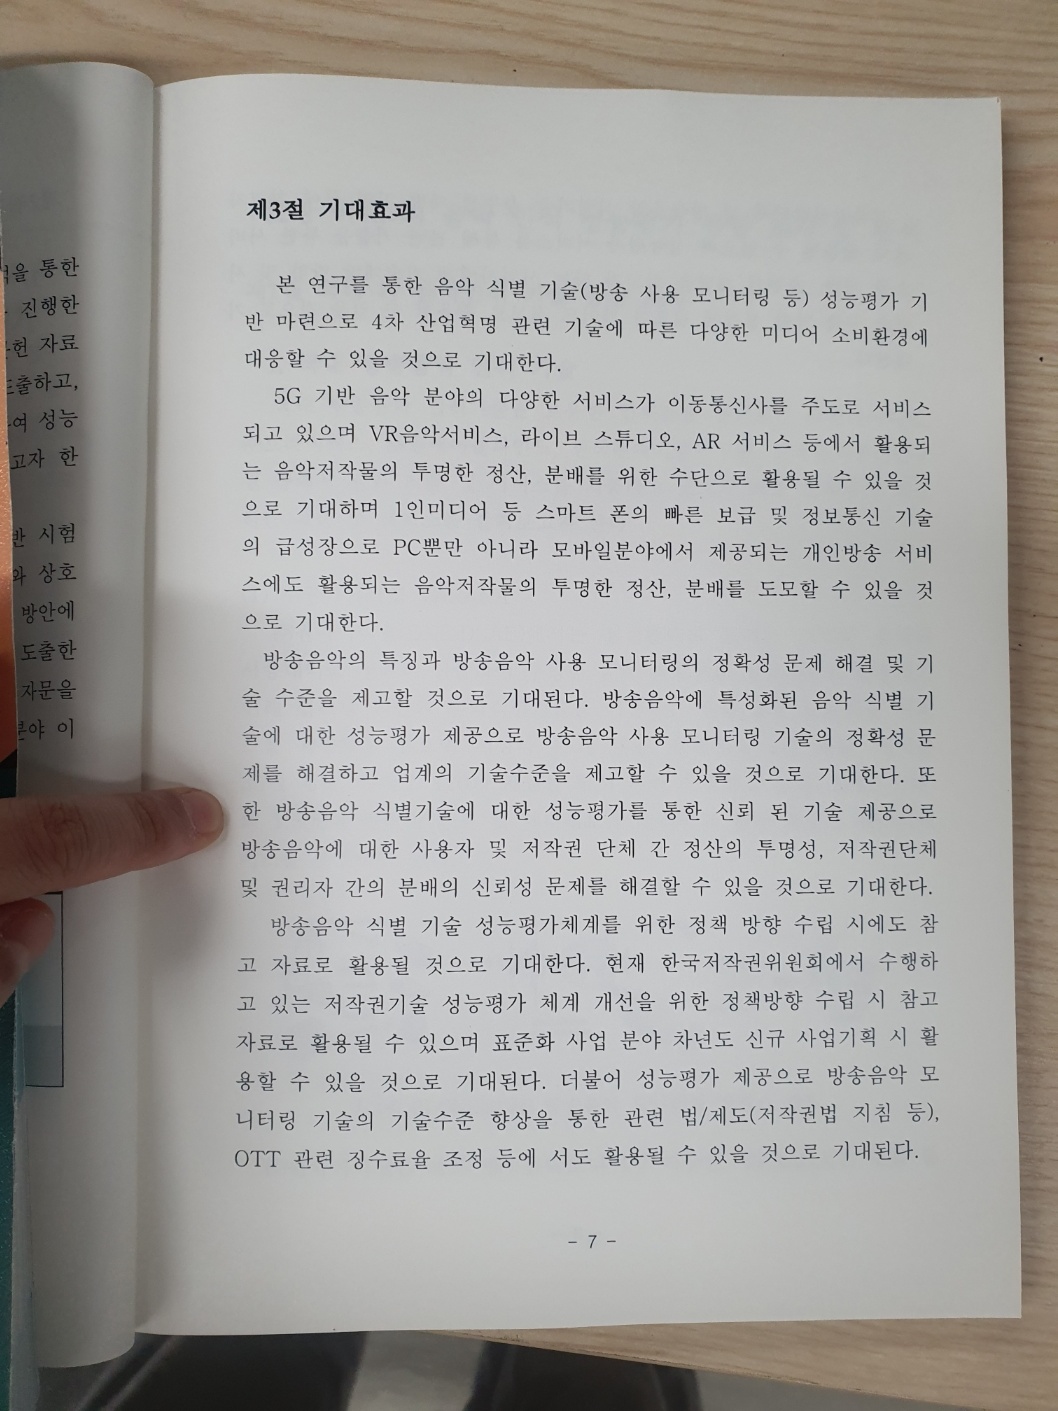 제3절 기대효과
본 연구를 통한 음악 식별 기술(방송 사용 모니터링 등) 성능평가 기
반 마련으로 4차 산업혁명 관련 기술에 따른 다양한 미디어 소비환경에
대응할 수 있을 것으로 기대한다.
5G 기반 음악 분야의 다양한 서비스가 이동통신사를 주도로 서비스
되고 있으며 VR음악서비스, 라이브 스튜디오, AR 서비스 등에서 활용되
는 음악저작물의 투명한 정산, 분배를 위한 수단으로 활용될 수 있을 것
으로 기대하며 1인미디어 등 스마트 폰의 빠른 보급 및 정보통신 기술
의 급성장으로 PC뿐만 아니라 모바일분야에서 제공되는 개인방송 서비
스에도 활용되는 음악저작물의 투명한 정산, 분배를 도모할 수 있을 것
으로 기대한다.
방송음악의 특징과 방송음악 사용 모니터링의 정확성 문제 해결 및 기
술 수준을 제고할 것으로 기대된다. 방송음악에 특성화된 음악 식별 기
술에 대한 성능평가 제공으로 방송음악 사용 모니터링 기술의 정확성 문
제를 해결하고 업계의 기술수준을 제고할 수 있을 것으로 기대한다. 또
한 방송음악 식별기술에 대한 성능평가를 통한 신뢰 된 기술 제공으로
방송음악에 대한 사용자 및 저작권 단체 간 정산의 투명성, 저작권단체
및 권리자 간의 분배의 신뢰성 문제를 해결할 수 있을 것으로 기대한다.
방송음악 식별 기술 성능평가체계를 위한 정책 방향 수립 시에도 참
고 자료로 활용될 것으로 기대한다. 현재 한국저작권위원회에서 수행하
고 있는 저작권기술 성능평가 체계 개선을 위한 정책방향 수립 시 참고
자료로 활용될 수 있으며 표준화 사업 분야 차년도 신규 사업기획 시 활
용할 수 있을 것으로 기대된다. 더불어 성능평가 제공으로 방송음악 모
니터링 기술의 기술수준 향상을 통한 관련 법/제도(저작권법 지침 등),
OTT 관련 징수료율 조정 등에 서도 활용될 수 있을 것으로 기대된다.
- 7 -
통한
진행한
자료
성능
고자 한
시험
상호
방안에
도출한
자문을
이